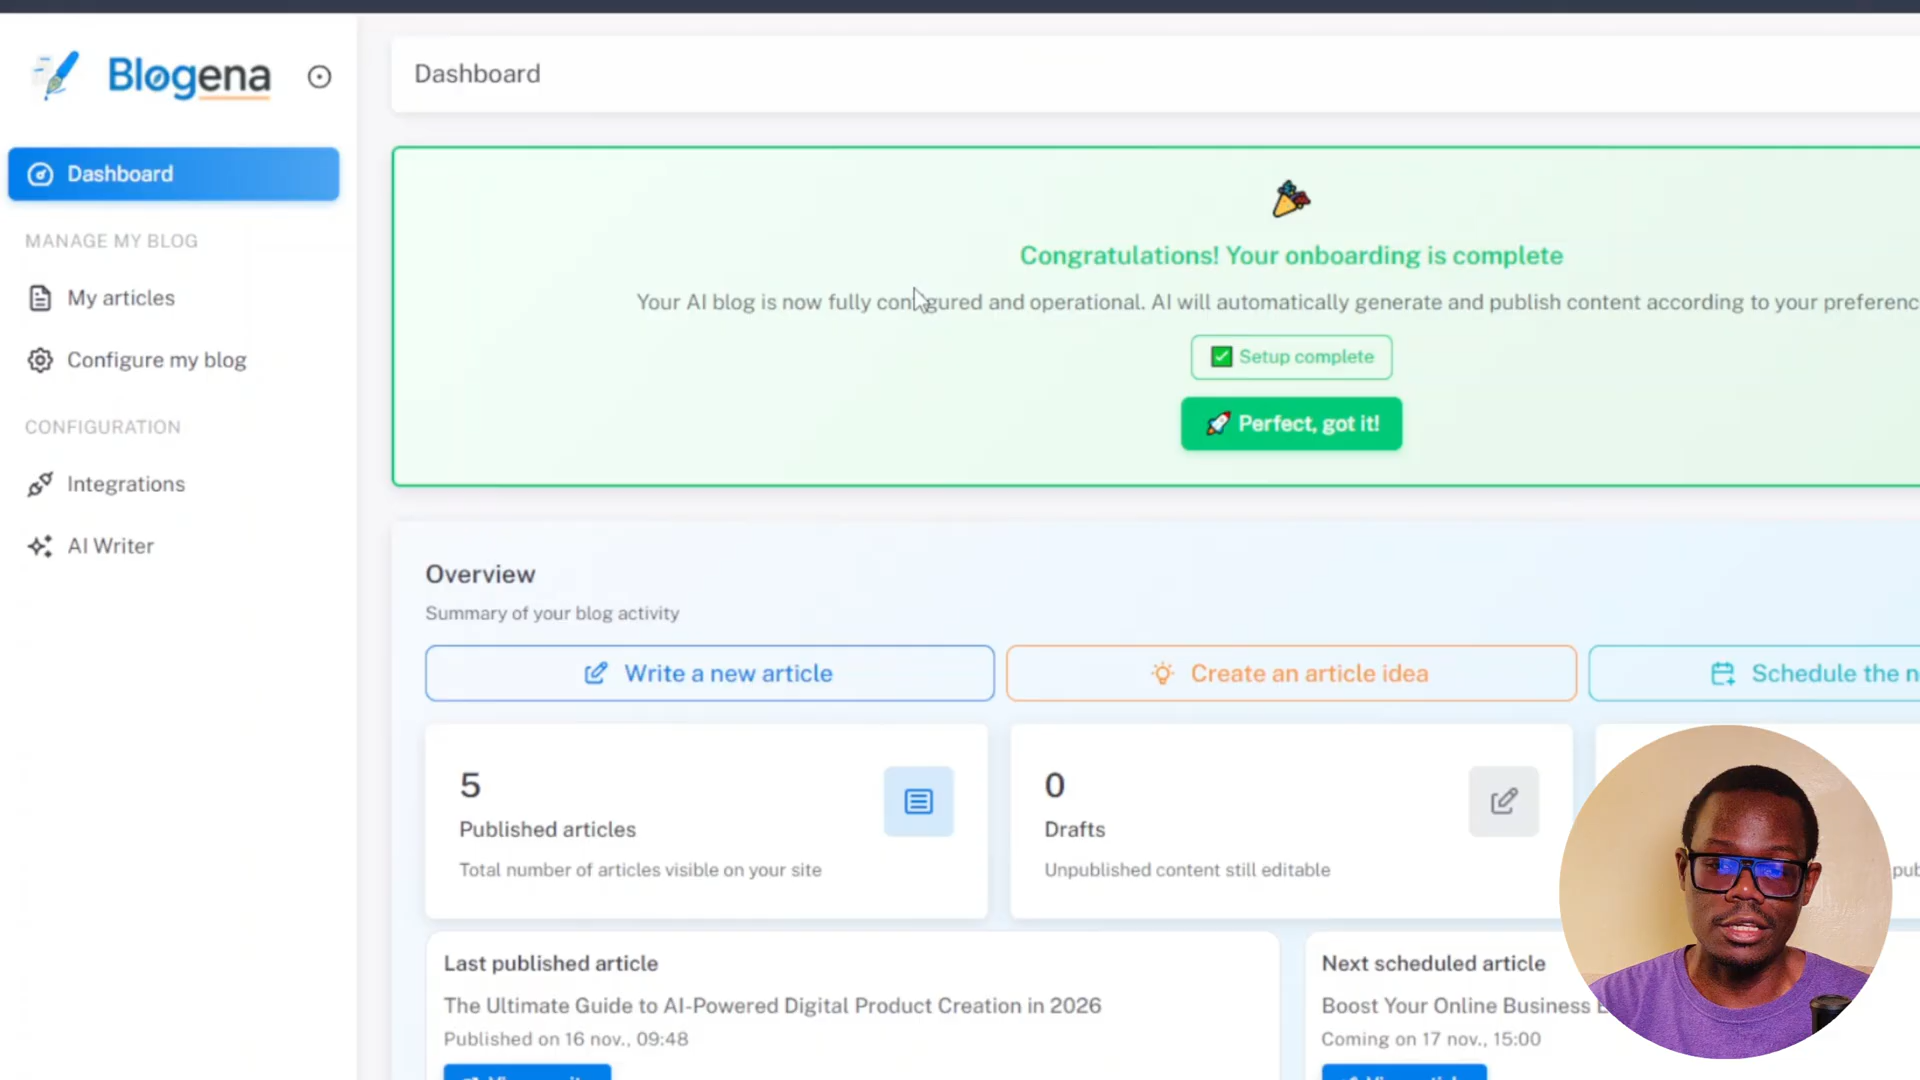 Blogena
Dashboard
Dashboard
MANAGE MY BLOG
My articles
Configure my blog
CONFIGURATION
Integrations
AI Writer
Congratulations! Your onboarding is complete
Your AI blog is now fully configured and operational. AI will automatically generate and publish content according to your
Setup complete
Perfect, got it!
Overview
Summary of your blog activity
Write a new article
Create an article idea
Schedule the
5
Published articles
Total number of articles visible on your site
0
Drafts
Unpublished content still editable
Last published article
The Ultimate Guide to AI-Powered Digital Product Creation in 2026
Published on 16 nov., 09:48
Next scheduled article
Boost Your Online Business
Coming on 17 nov., 15:00